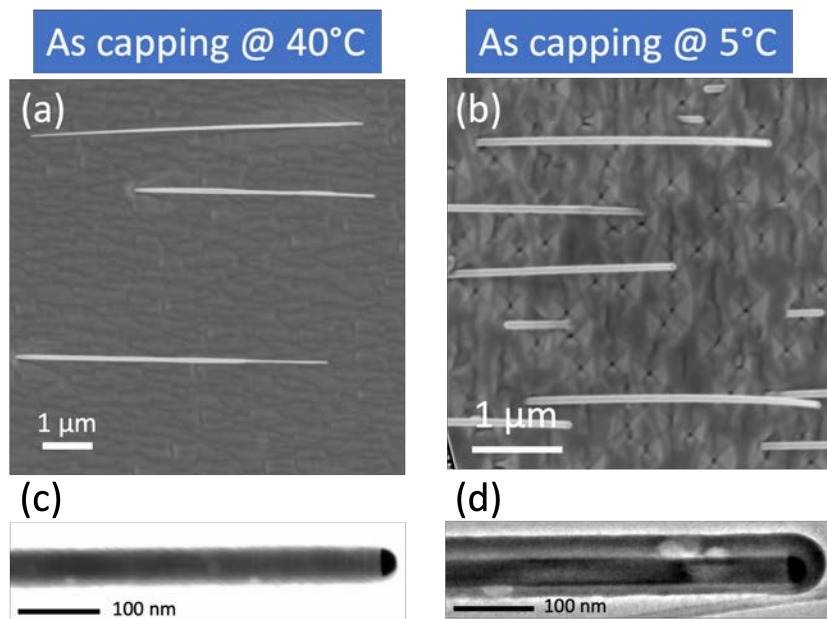 As capping @ 40°C
As capping @ 5°C
(a)
(b)
1 µm
1 µm
(c)
(d)
100 nm
100 nm